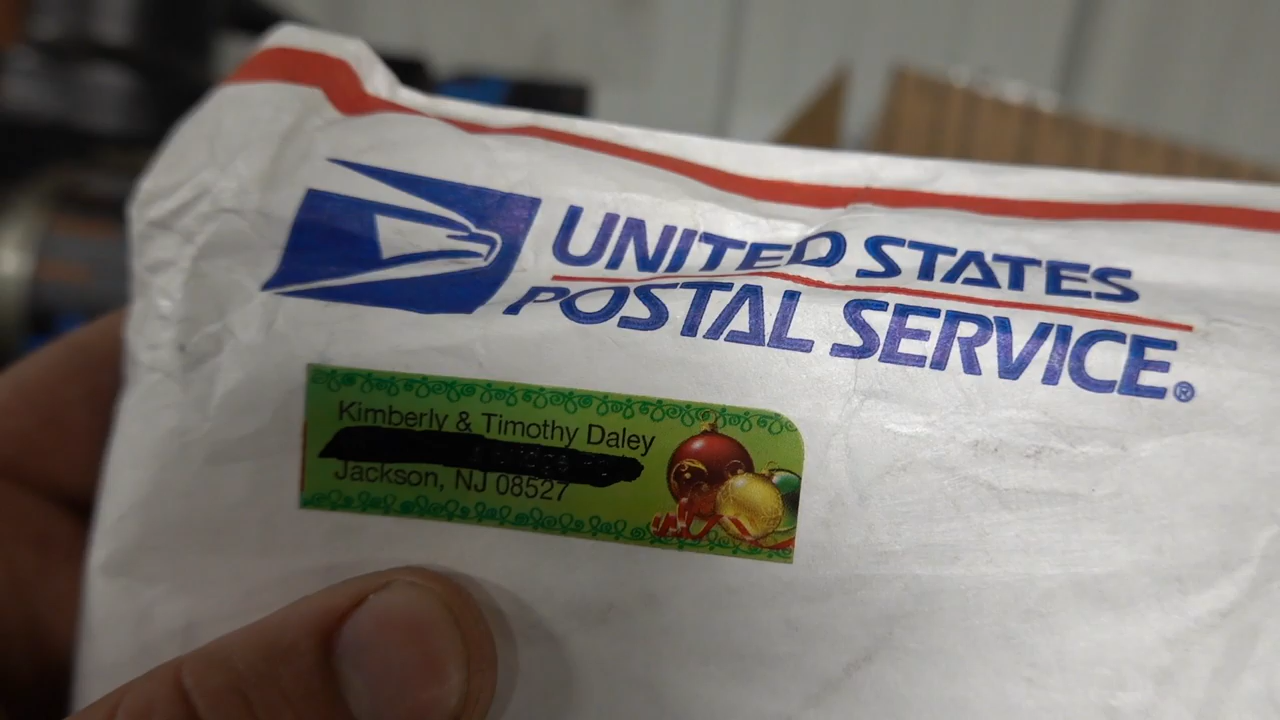 UNITED STATES
POSTAL SERVICE®
Kimberly & Timothy Daley
Jackson, NJ 08527